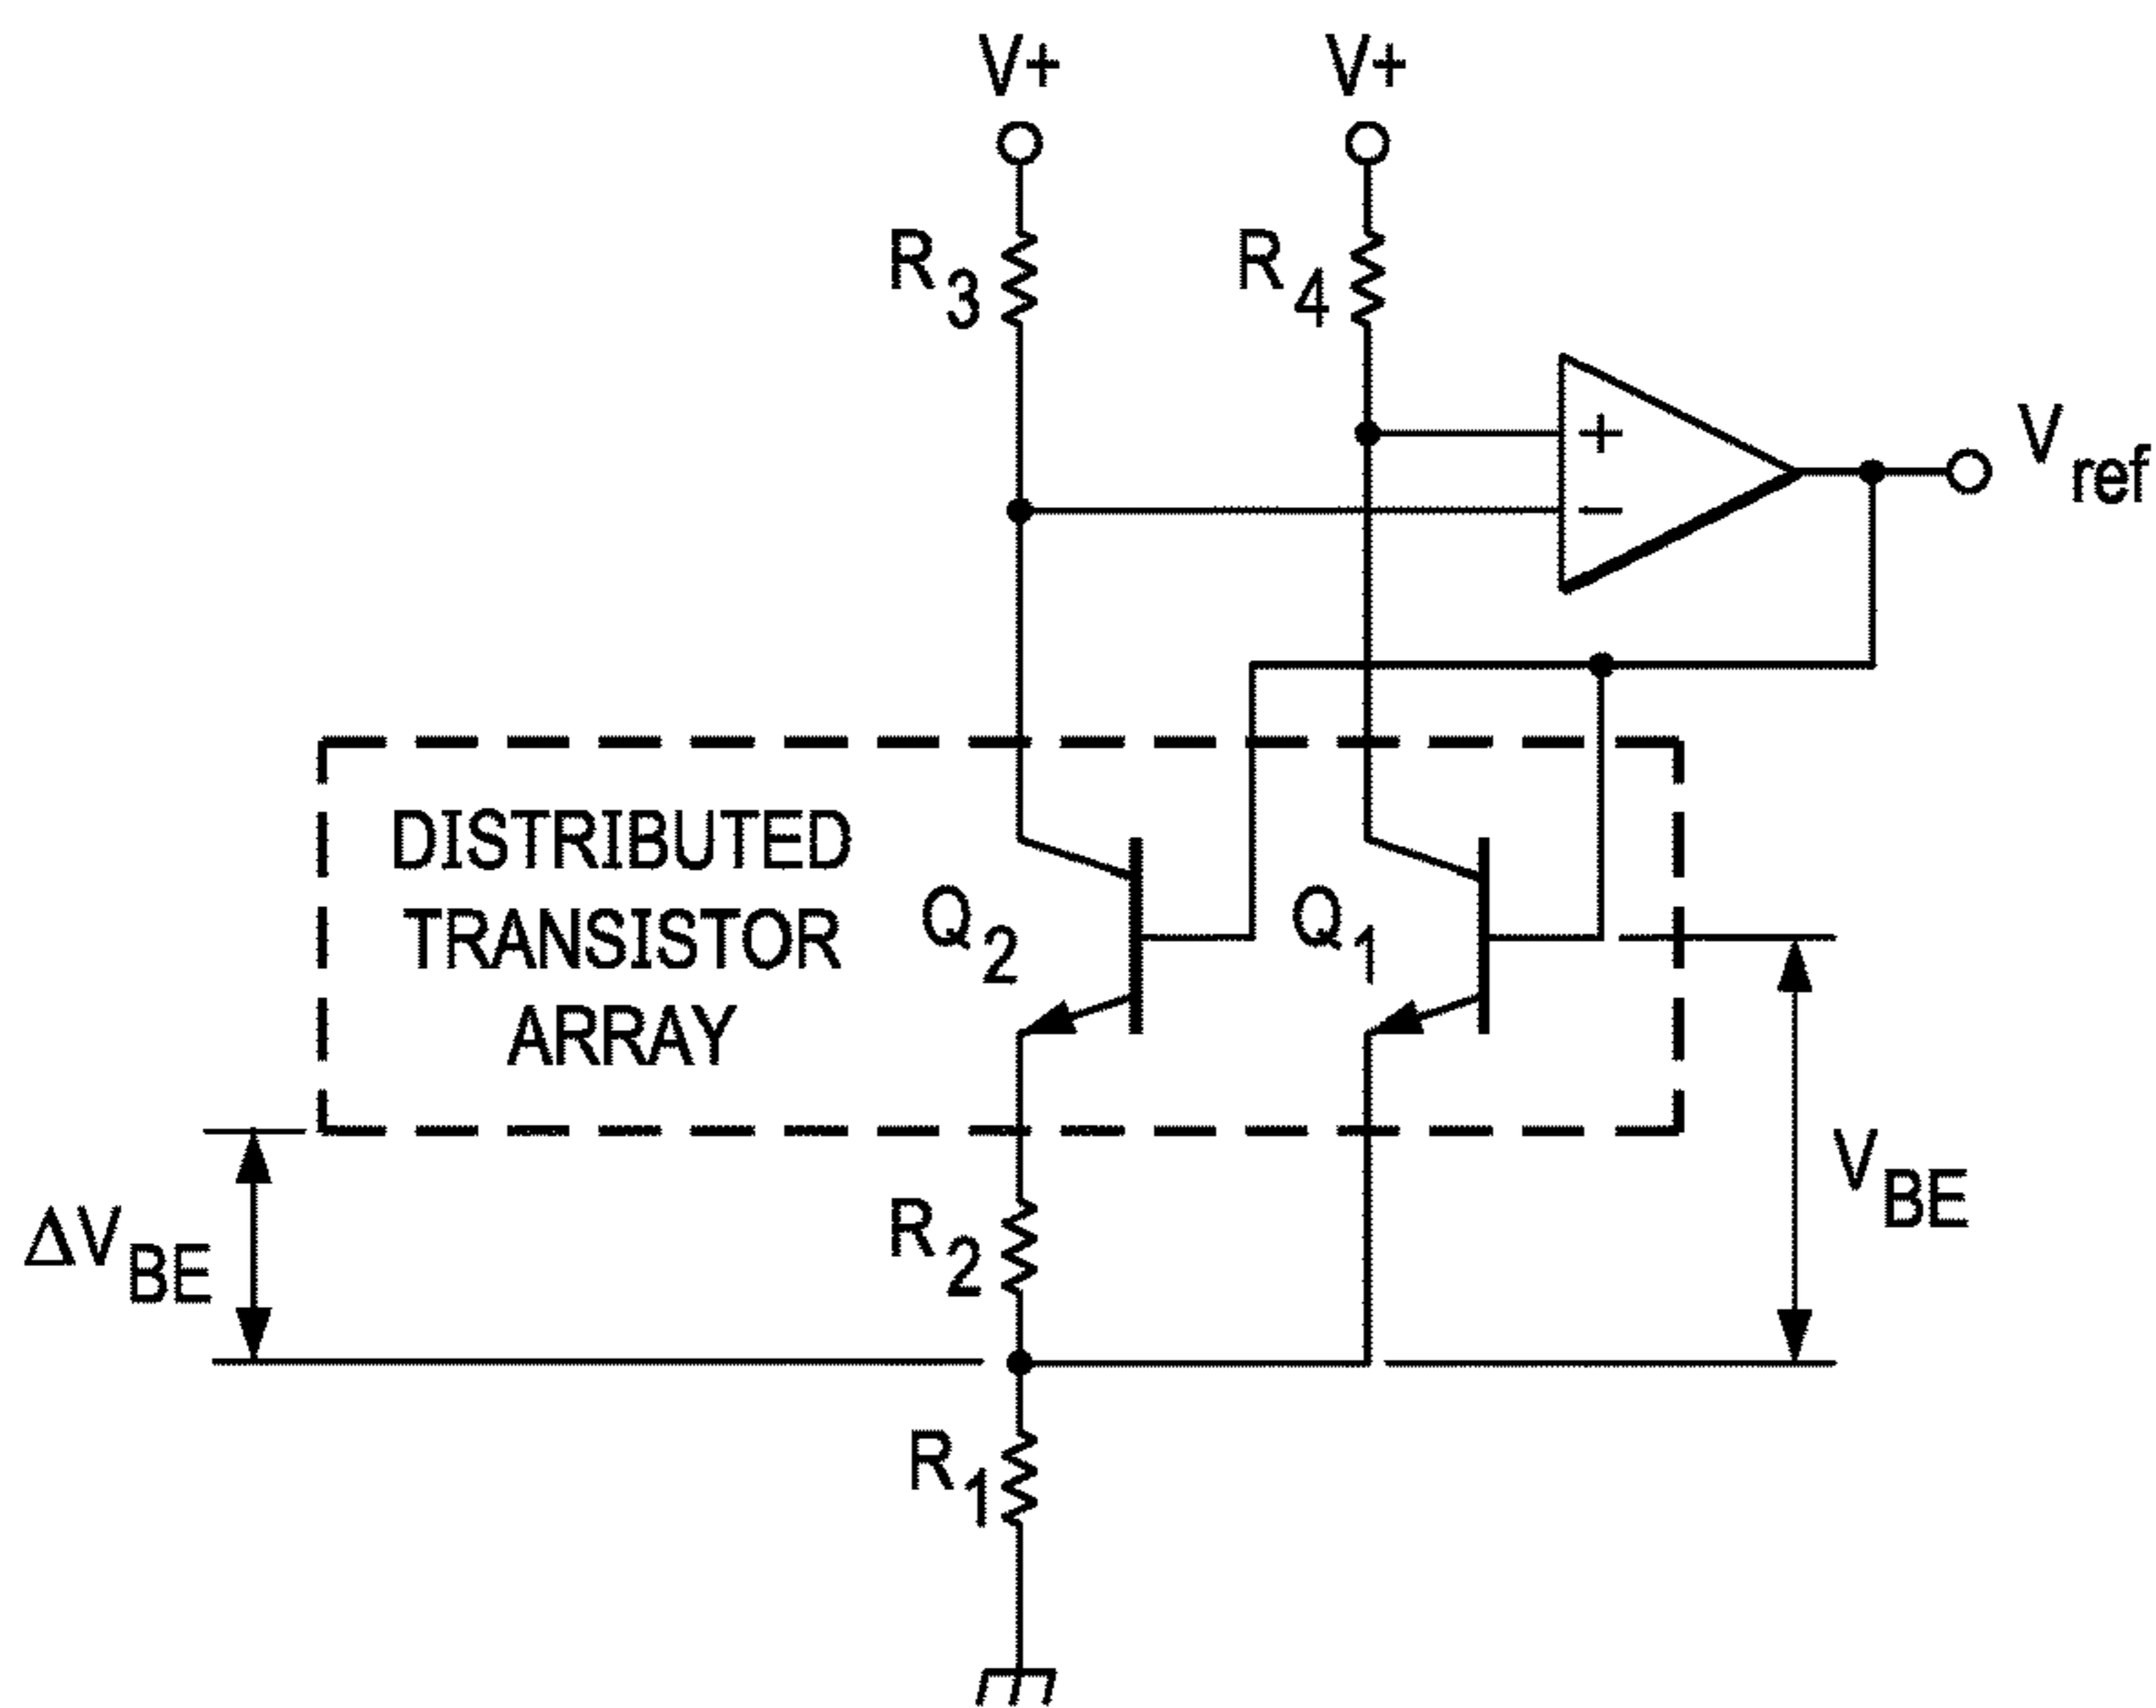 V+ V+
R3 R4
+
Vref
−
DISTRIBUTED
TRANSISTOR
ARRAY
Q2 Q1
VBE
R2
ΔVBE
R1